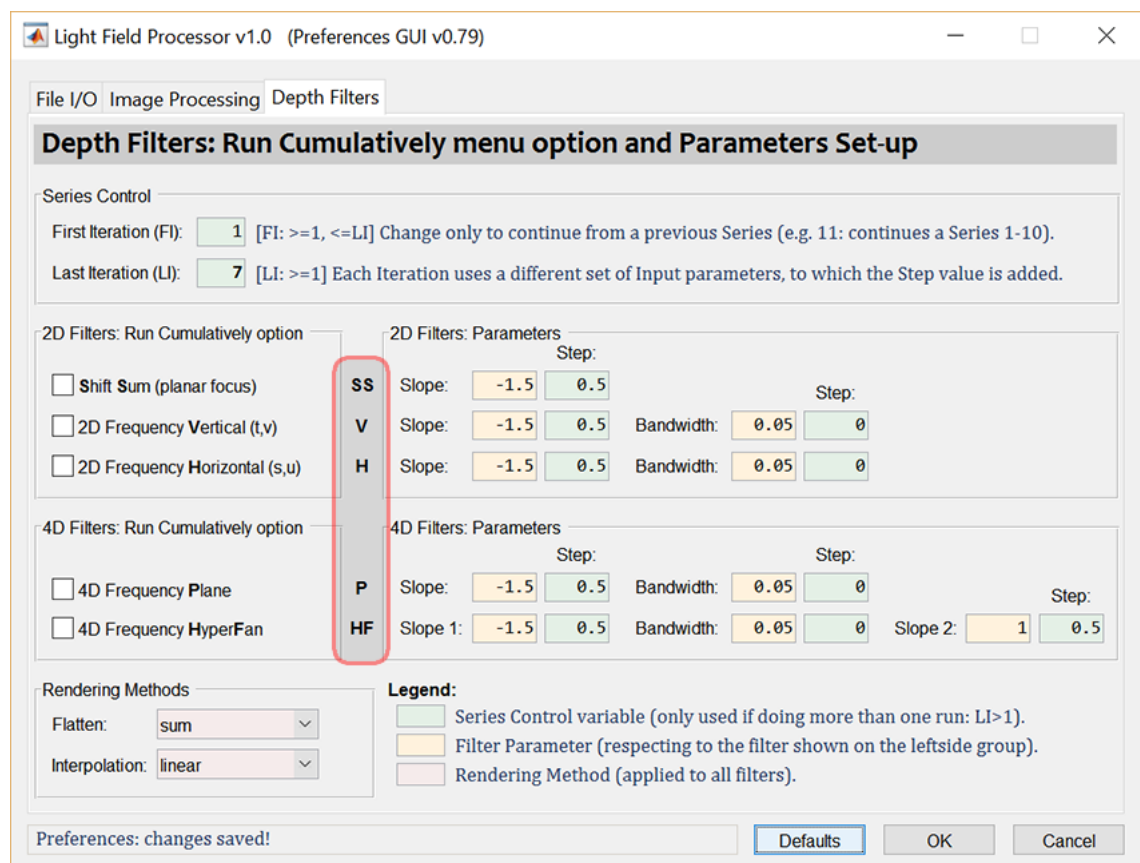 Light Field Processor v1.0 (Preferences GUI v0.79)
File I/O Image Processing Depth Filters
Depth Filters: Run Cumulatively menu option and Parameters Set-up
Series Control
First Iteration (FI): 1 [FI: >=1, <=LI] Change only to continue from a previous Series (e.g. 11: continues a Series 1-10).
Last Iteration (LI): 7 [LI: >=1] Each Iteration uses a different set of Input parameters, to which the Step value is added.
2D Filters: Run Cumulatively option 2D Filters: Parameters
Step:
Shift Sum (planar focus) SS Slope: -1.5 0.5
Step:
2D Frequency Vertical (t,v) V Slope: -1.5 0.5 Bandwidth: 0.05 0
2D Frequency Horizontal (s,u) H Slope: -1.5 0.5 Bandwidth: 0.05 0
4D Filters: Run Cumulatively option 4D Filters: Parameters
Step: Step:
4D Frequency Plane P Slope: -1.5 0.5 Bandwidth: 0.05 0
Step:
4D Frequency HyperFan HF Slope 1: -1.5 0.5 Bandwidth: 0.05 0 Slope 2: 1 0.5
Rendering Methods
Flatten: sum
Interpolation: linear
Legend:
Series Control variable (only used if doing more than one run: LI>1).
Filter Parameter (respecting to the filter shown on the leftside group).
Rendering Method (applied to all filters).
Preferences: changes saved! Defaults OK Cancel